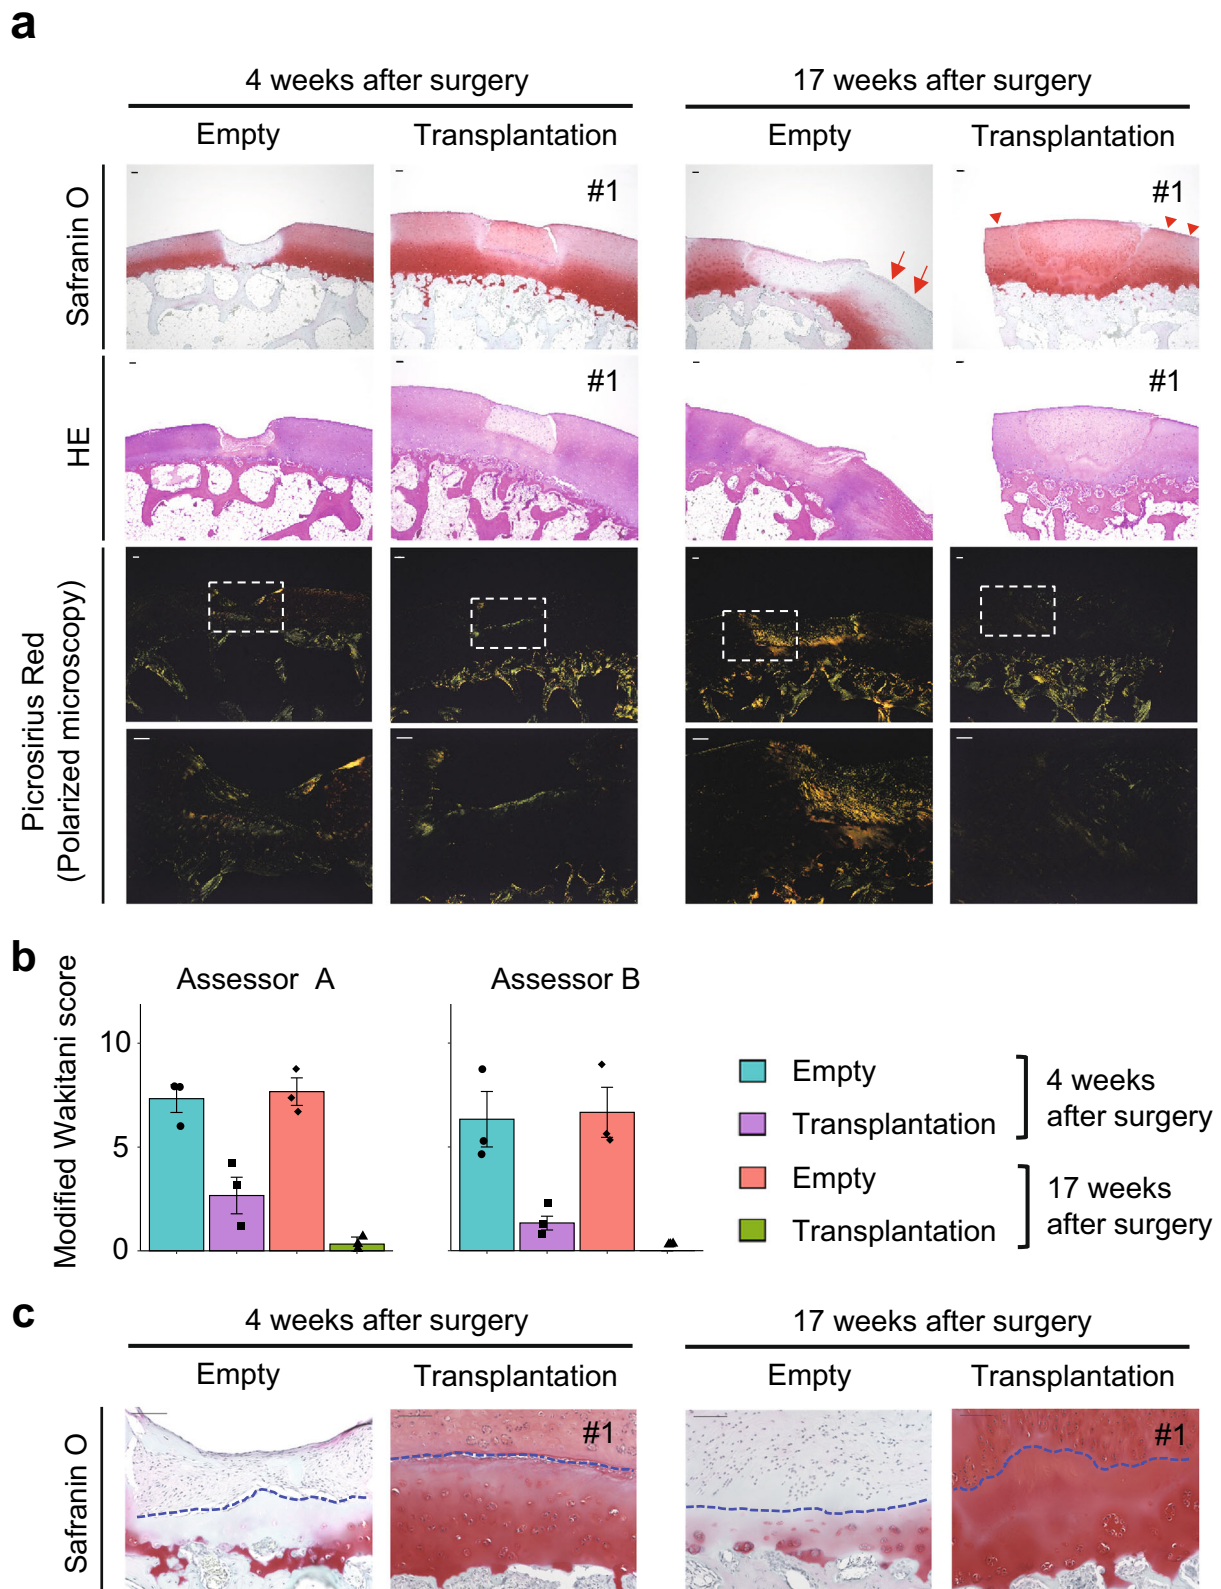 a
4 weeks after surgery
17 weeks after surgery
Empty
Transplantation
Empty
Transplantation
Safranin O
#1
#1
HE
#1
#1
Picrosirius Red
(Polarized microscopy)
b
Assessor A
Assessor B
Modified Wakitani score
10
5
0
Empty
Transplantation
4 weeks
after surgery
Empty
Transplantation
17 weeks
after surgery
c
4 weeks after surgery
17 weeks after surgery
Empty
Transplantation
Empty
Transplantation
Safranin O
#1
#1